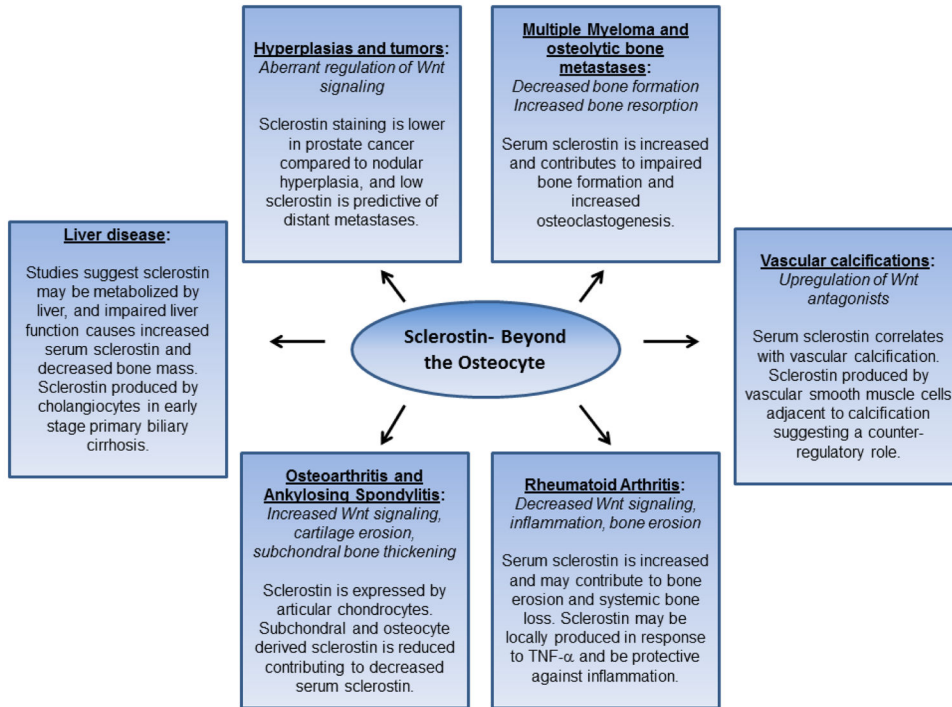 Hyperplasias and tumors:
Aberrant regulation of Wnt
signaling
Sclerostin staining is lower
in prostate cancer
compared to nodular
hyperplasia, and low
sclerostin is predictive of
distant metastases.
Multiple Myeloma and
osteolytic bone
metastases:
Decreased bone formation
Increased bone resorption
Serum sclerostin is increased
and contributes to impaired
bone formation and
increased
osteoclastogenesis.
Liver disease:
Studies suggest sclerostin
may be metabolized by
liver, and impaired liver
function causes increased
serum sclerostin and
decreased bone mass.
Sclerostin produced by
cholangiocytes in early
stage primary biliary
cirrhosis.
Sclerostin- Beyond
the Osteocyte
Vascular calcifications:
Upregulation of Wnt
antagonists
Serum sclerostin correlates
with vascular calcification.
Sclerostin produced by
vascular smooth muscle cells
adjacent to calcification
suggesting a counter-
regulatory role.
Osteoarthritis and
Ankylosing Spondylitis:
Increased Wnt signaling,
cartilage erosion,
subchondral bone thickening
Sclerostin is expressed by
articular chondrocytes.
Subchondral and osteocyte
derived sclerostin is reduced
contributing to decreased
serum sclerostin.
Rheumatoid Arthritis:
Decreased Wnt signaling,
inflammation, bone erosion
Serum sclerostin is increased
and may contribute to bone
erosion and systemic bone
loss. Sclerostin may be
locally produced in response
to TNF-α and be protective
against inflammation.